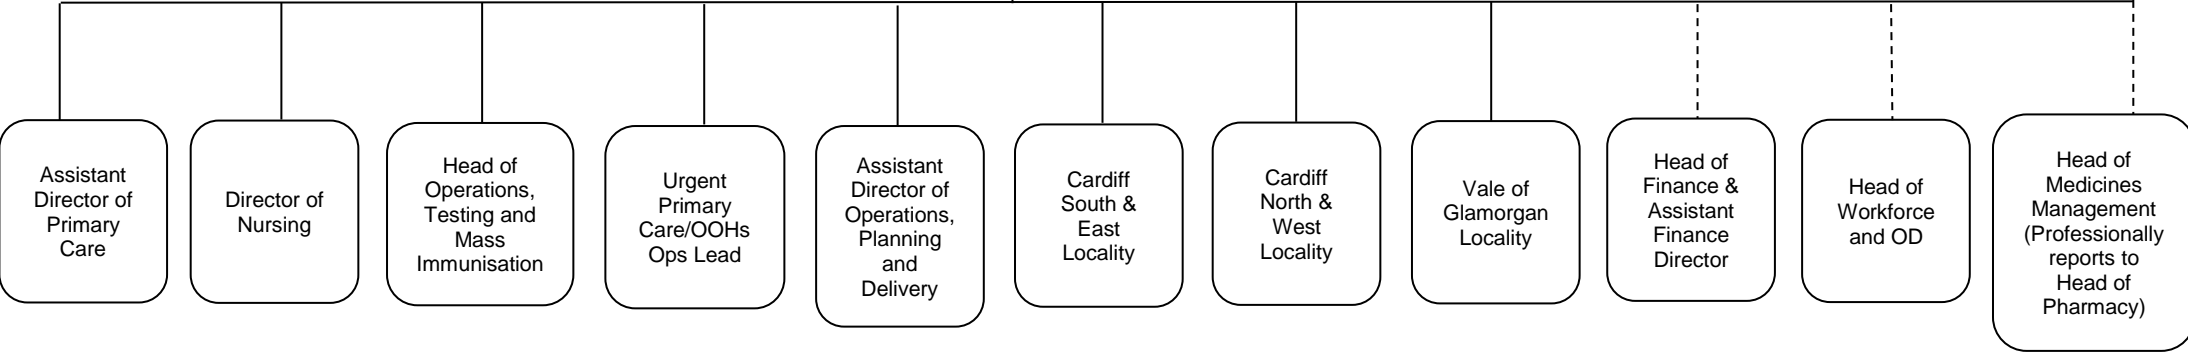 Assistant
Director of
Primary
Care
Director of
Nursing
Head of
Operations,
Testing and
Mass
Immunisation
Urgent
Primary
Care/OOHs
Ops Lead
Assistant
Director of
Operations,
Planning
and
Delivery
Cardiff
South &
East
Locality
Cardiff
North &
West
Locality
Vale of
Glamorgan
Locality
Head of
Finance &
Assistant
Finance
Director
Head of
Workforce
and OD
Head of
Medicines
Management
(Professionally
reports to
Head of
Pharmacy)